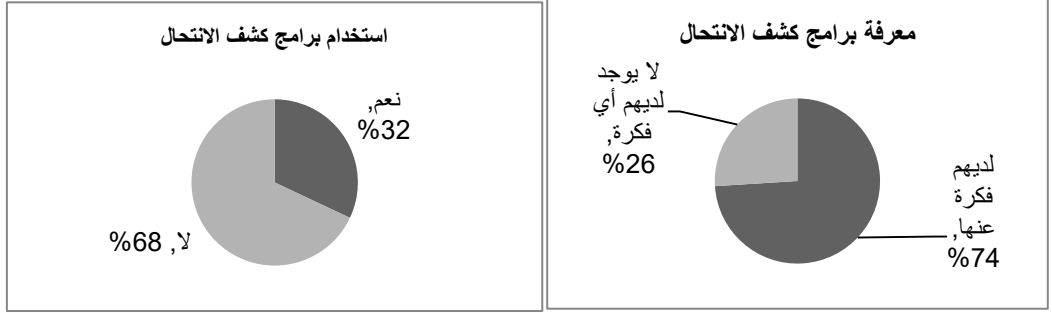 معرفة برامج كشف الانتحال
لا يوجد
لديهم أي
فكرة,
%26
لديهم
فكرة
عنها,
%74
استخدام برامج كشف الانتحال
نعم,
%32
لا, 68%